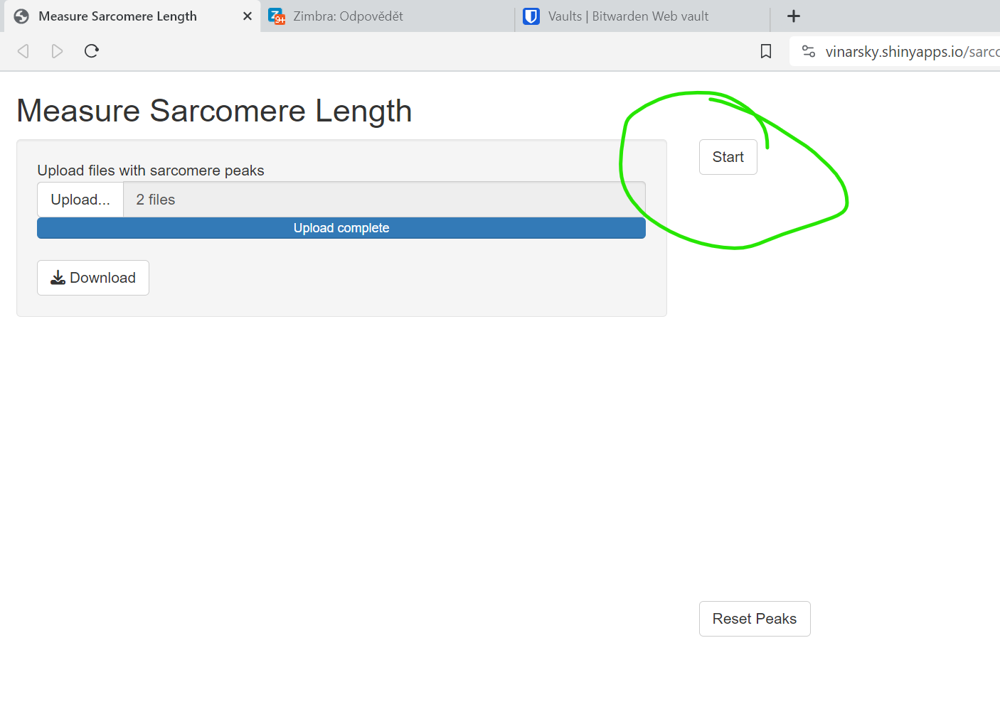 Measure Sarcomere Length
Zimbra: Odpovědět
Vaults | Bitwarden Web vault
vinarsky.shinyapps.io/sarco
Measure Sarcomere Length
Upload files with sarcomere peaks
Upload... 2 files
Upload complete
Download
Start
Reset Peaks